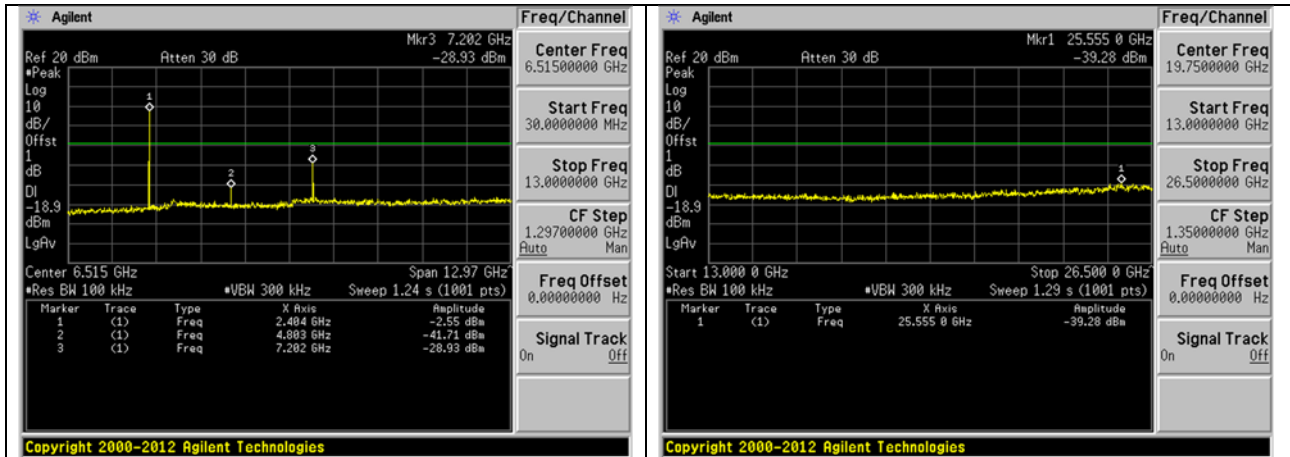 Agilent
Freq/Channel
Mkr3 7.202 GHz
Ref 20 dBm Atten 30 dB -28.93 dBm
#Peak
Log
10
dB/
Offst
1
dB
DI
-18.9
dBm
LgAv
1
2
3
Center 6.515 GHz Span 12.97 GHz
#Res BW 100 kHz #VBW 300 kHz Sweep 1.24 s (1001 pts)
Marker Trace Type X Axis Amplitude
1 (1) Freq 2.404 GHz -2.55 dBm
2 (1) Freq 4.803 GHz -41.71 dBm
3 (1) Freq 7.202 GHz -28.93 dBm
Center Freq
6.51500000 GHz
Start Freq
30.0000000 MHz
Stop Freq
13.0000000 GHz
CF Step
1.29700000 GHz
Auto Man
Freq Offset
0.00000000 Hz
Signal Track
On Off
Copyright 2000-2012 Agilent Technologies
Agilent
Freq/Channel
Mkr1 25.555 0 GHz
Ref 20 dBm Atten 30 dB -39.28 dBm
Peak
Log
10
dB/
Offst
1
dB
DI
-18.9
dBm
LgAv
1
Start 13.000 0 GHz Stop 26.500 0 GHz
#Res BW 100 kHz #VBW 300 kHz Sweep 1.29 s (1001 pts)
Marker Trace Type X Axis Amplitude
1 (1) Freq 25.555 0 GHz -39.28 dBm
Center Freq
19.7500000 GHz
Start Freq
13.0000000 GHz
Stop Freq
26.5000000 GHz
CF Step
1.35000000 GHz
Auto Man
Freq Offset
0.00000000 Hz
Signal Track
On Off
Copyright 2000-2012 Agilent Technologies